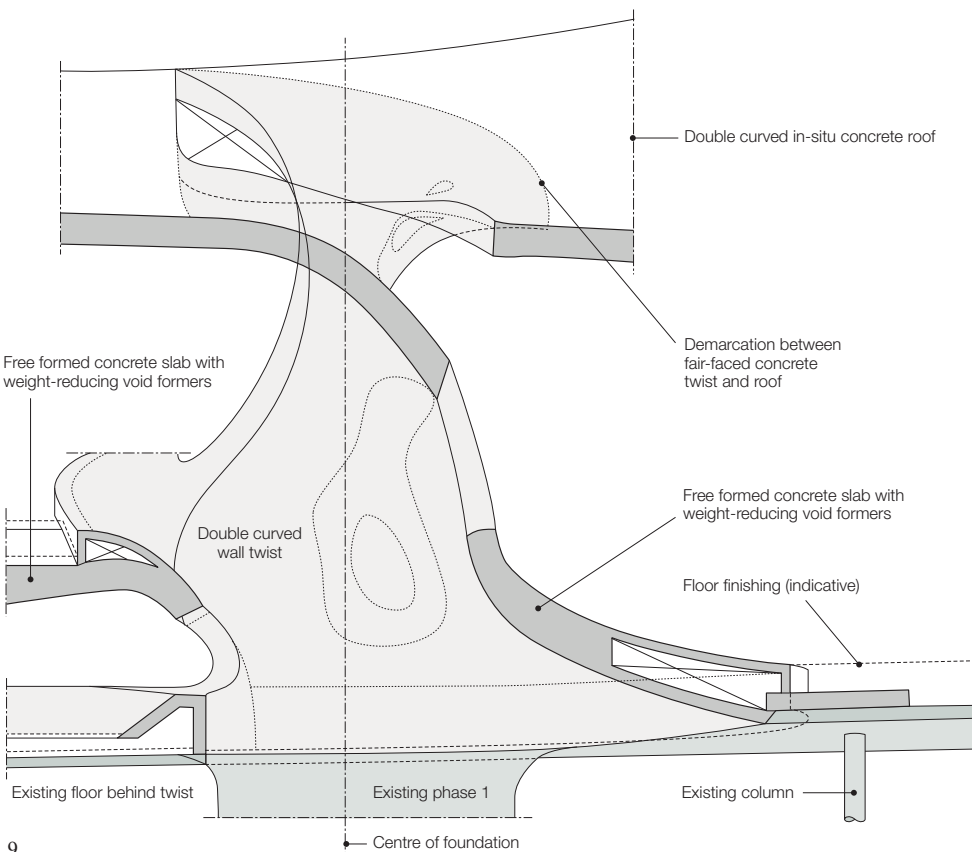 Double curved in-situ concrete roof
Demarcation between
fair-faced concrete
twist and roof
Free formed concrete slab with
weight-reducing void formers
Double curved
wall twist
Free formed concrete slab with
weight-reducing void formers
Floor finishing (indicative)
Existing floor behind twist
Existing phase 1
Existing column
Centre of foundation
9